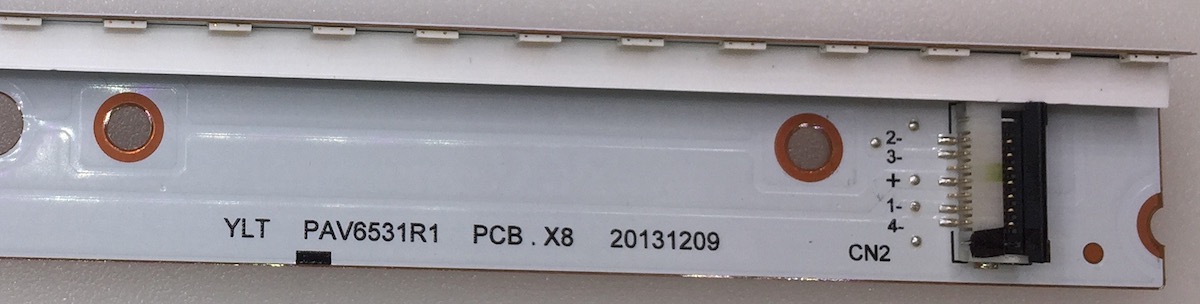 2-
3-
+
1-
4-
YLT PAV6531R1 PCB . X8 20131209
CN2